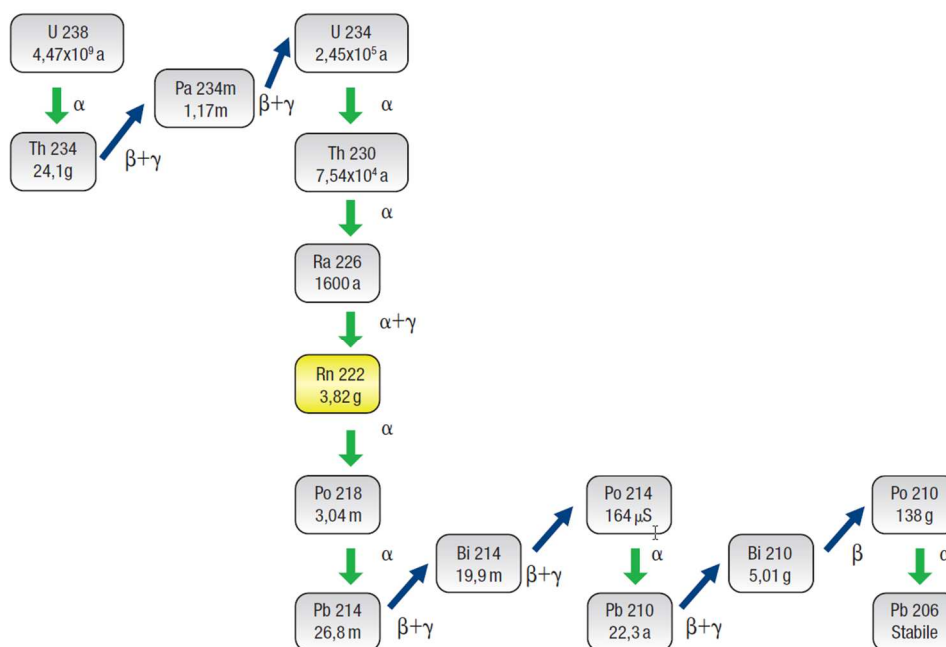 U 238
4,47x10⁹ a
α
Th 234
24,1g
β+γ
Pa 234m
1,17m
β+γ
U 234
2,45x10⁵ a
α
Th 230
7,54x10⁴ a
α
Ra 226
1600 a
α+γ
Rn 222
3,82 g
α
Po 218
3,04 m
α
Pb 214
26,8 m
β+γ
Bi 214
19,9 m
β+γ
Po 214
164 µS
α
Pb 210
22,3 a
β+γ
Bi 210
5,01 g
β
Po 210
138 g
α
Pb 206
Stabile